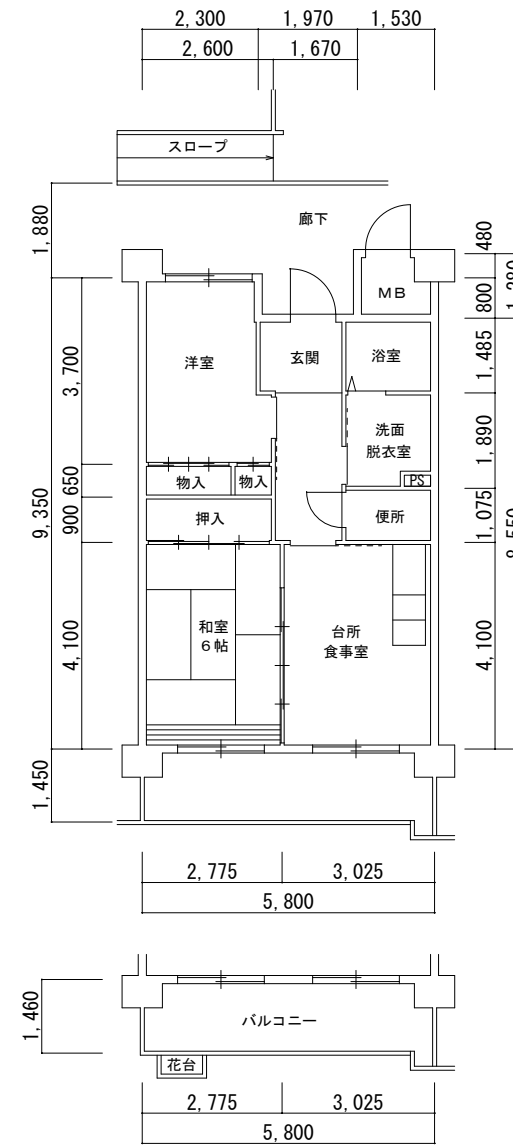 2,300 1,970 1,530
2,600 1,670
スロープ
1,880
廊下
480
MB
800
3,700
洋室
玄関
浴室
1,485
洗面
脱衣室
1,890
650
物入 物入
PS
9,350
900
押入
便所
1,075
4,100
和室
6帖
台所
食事室
4,100
1,450
2,775 3,025
5,800
1,460
バルコニー
花台
2,775 3,025
5,800